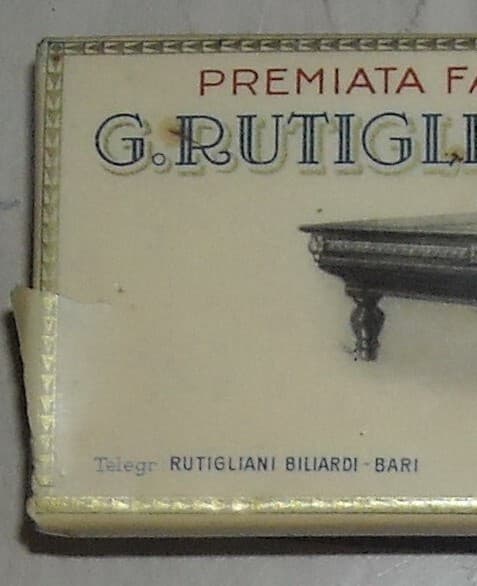 PREMIATA FA
G. RUTIGLI
Telegr RUTIGLIANI BILIARDI - BARI